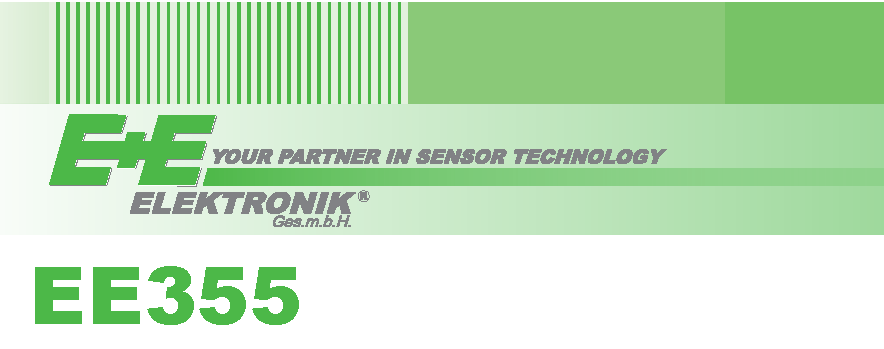 E+E
YOUR PARTNER IN SENSOR TECHNOLOGY
ELEKTRONIK®
Ges.m.b.H.
EE355